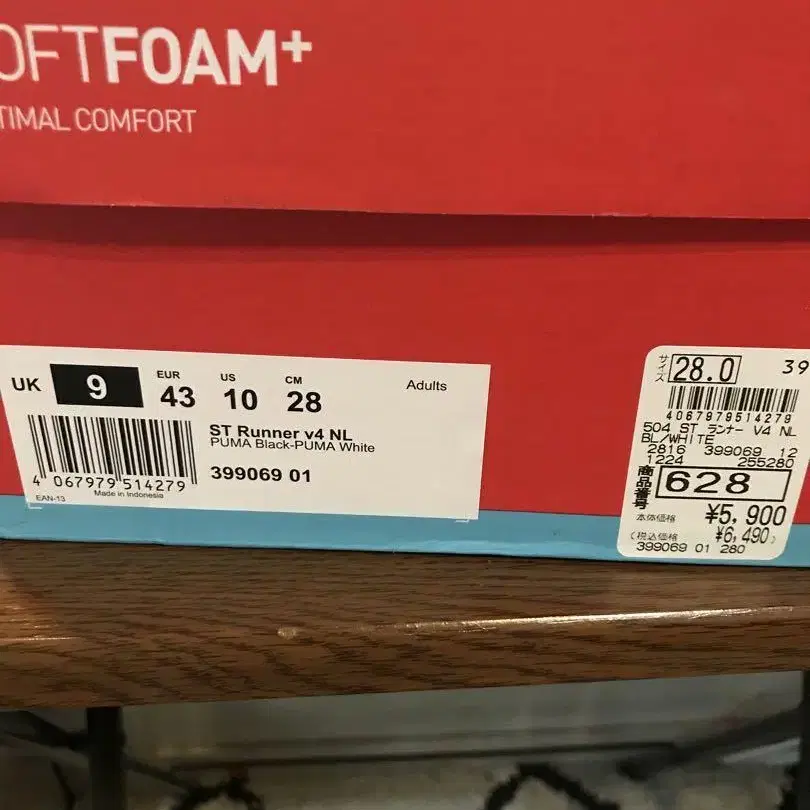 OFTFOAM+
TIMAL COMFORT
UK 9 EUR 43 US 10 CM 28 Adults
ST Runner v4 NL
PUMA Black-PUMA White
399069 01
4 067979 514279
EAN-13 Made in Indonesia
サイズ 28.0 39
4067979514279
504 ST ランナー V4 NL
BL/WHITE
2816 399069 12
1224 255280
商品番号 628
本体価格 ¥5,900
(税込価格 ¥6,490)
399069 01 280